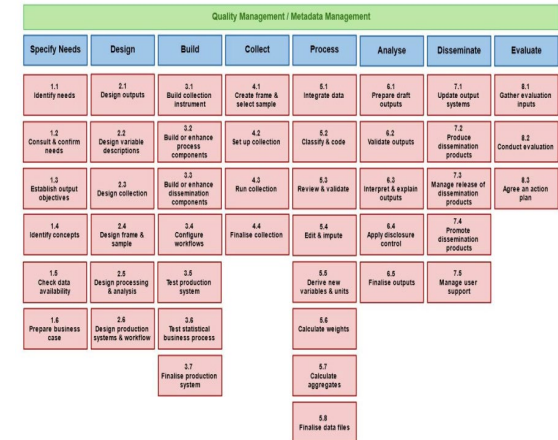 Quality Management / Metadata Management
Specify Needs
Design
Build
Collect
Process
Analyse
Disseminate
Evaluate
1.1
Identify needs
2.1
Design outputs
3.1
Build collection
instrument
4.1
Create frame &
select sample
5.1
Integrate data
6.1
Prepare draft
outputs
7.1
Update output
systems
8.1
Gather evaluation
inputs
1.2
Consult & confirm
needs
2.2
Design variable
descriptions
3.2
Build or enhance
process
components
4.2
Set up collection
5.2
Classify & code
6.2
Validate outputs
7.2
Produce
dissemination
products
8.2
Conduct evaluation
1.3
Establish output
objectives
2.3
Design collection
3.3
Build or enhance
dissemination
components
4.3
Run collection
5.3
Review & validate
6.3
Interpret & explain
outputs
7.3
Manage release of
dissemination
products
8.3
Agree an action
plan
1.4
Identify concepts
2.4
Design frame &
sample
3.4
Configure
workflows
4.4
Finalise collection
5.4
Edit & impute
6.4
Apply disclosure
control
7.4
Promote
dissemination
products
1.5
Check data
availability
2.5
Design processing
& analysis
3.5
Test production
system
5.5
Derive new
variables & units
6.5
Finalise outputs
7.5
Manage user
support
1.6
Prepare business
case
2.6
Design production
systems & workflow
3.6
Test statistical
business process
5.6
Calculate weights
3.7
Finalise production
system
5.7
Calculate
aggregates
5.8
Finalise data files